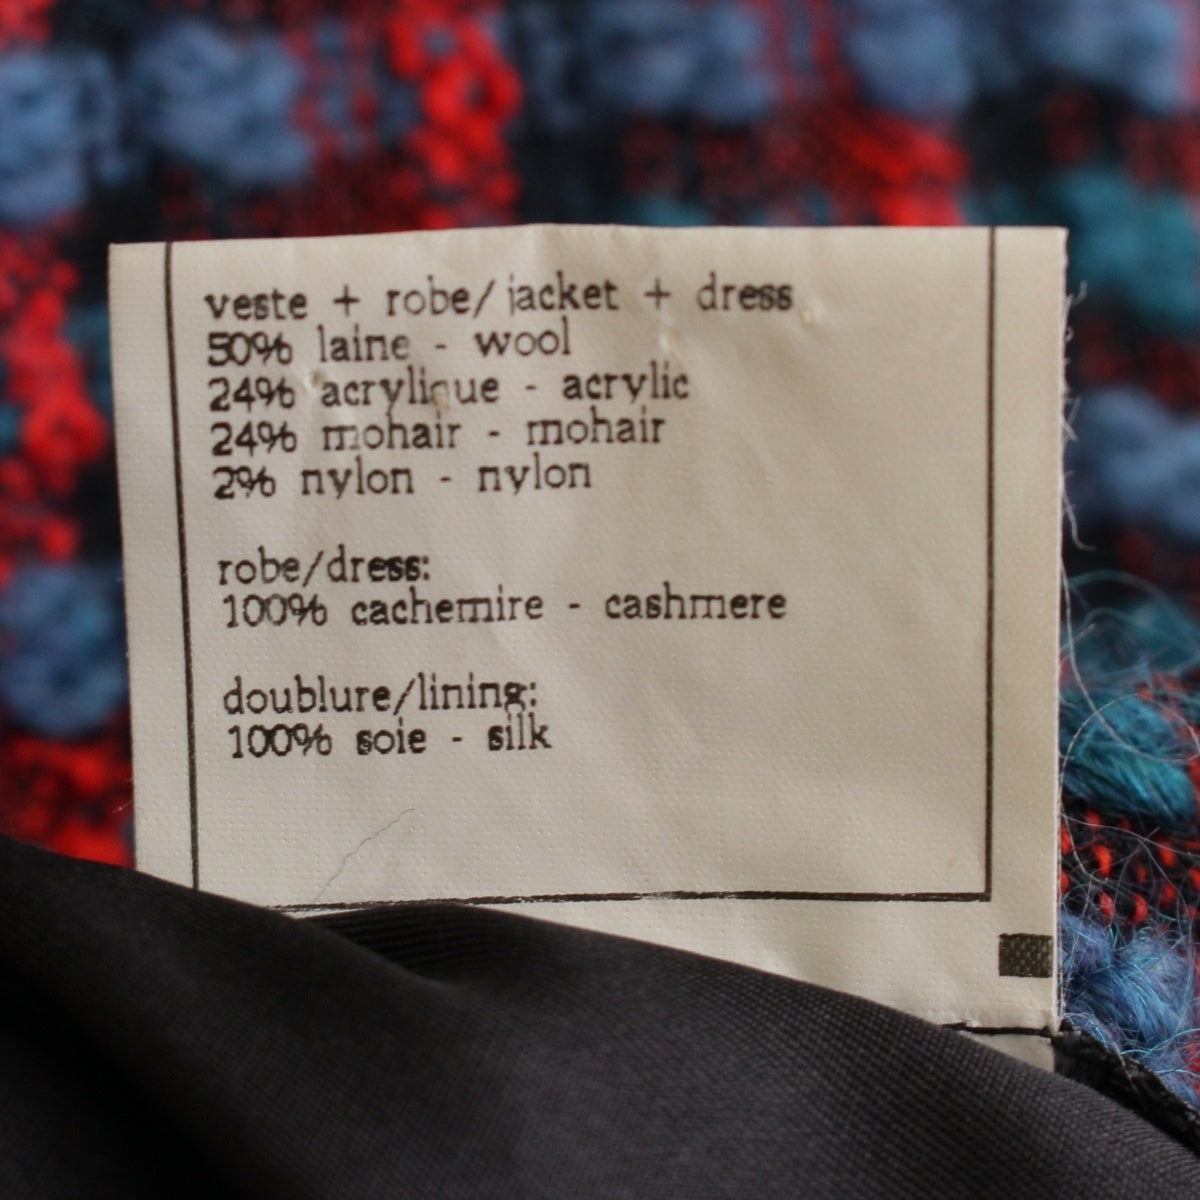 veste + robe/jacket + dress
50% laine - wool
24% acrylique - acrylic
24% mohair - mohair
2% nylon - nylon
robe/dress:
100% cachemire - cashmere
doublure/lining:
100% soie - silk